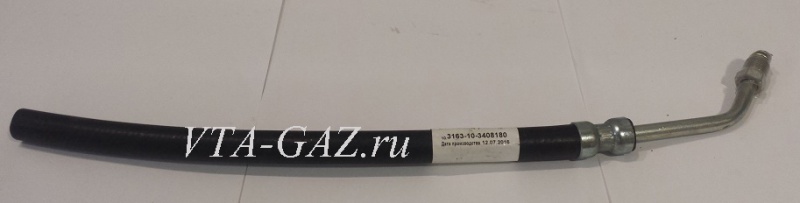 VTA-GAZ.ru
3163-10-3408180
Дата производства 12.07.2018